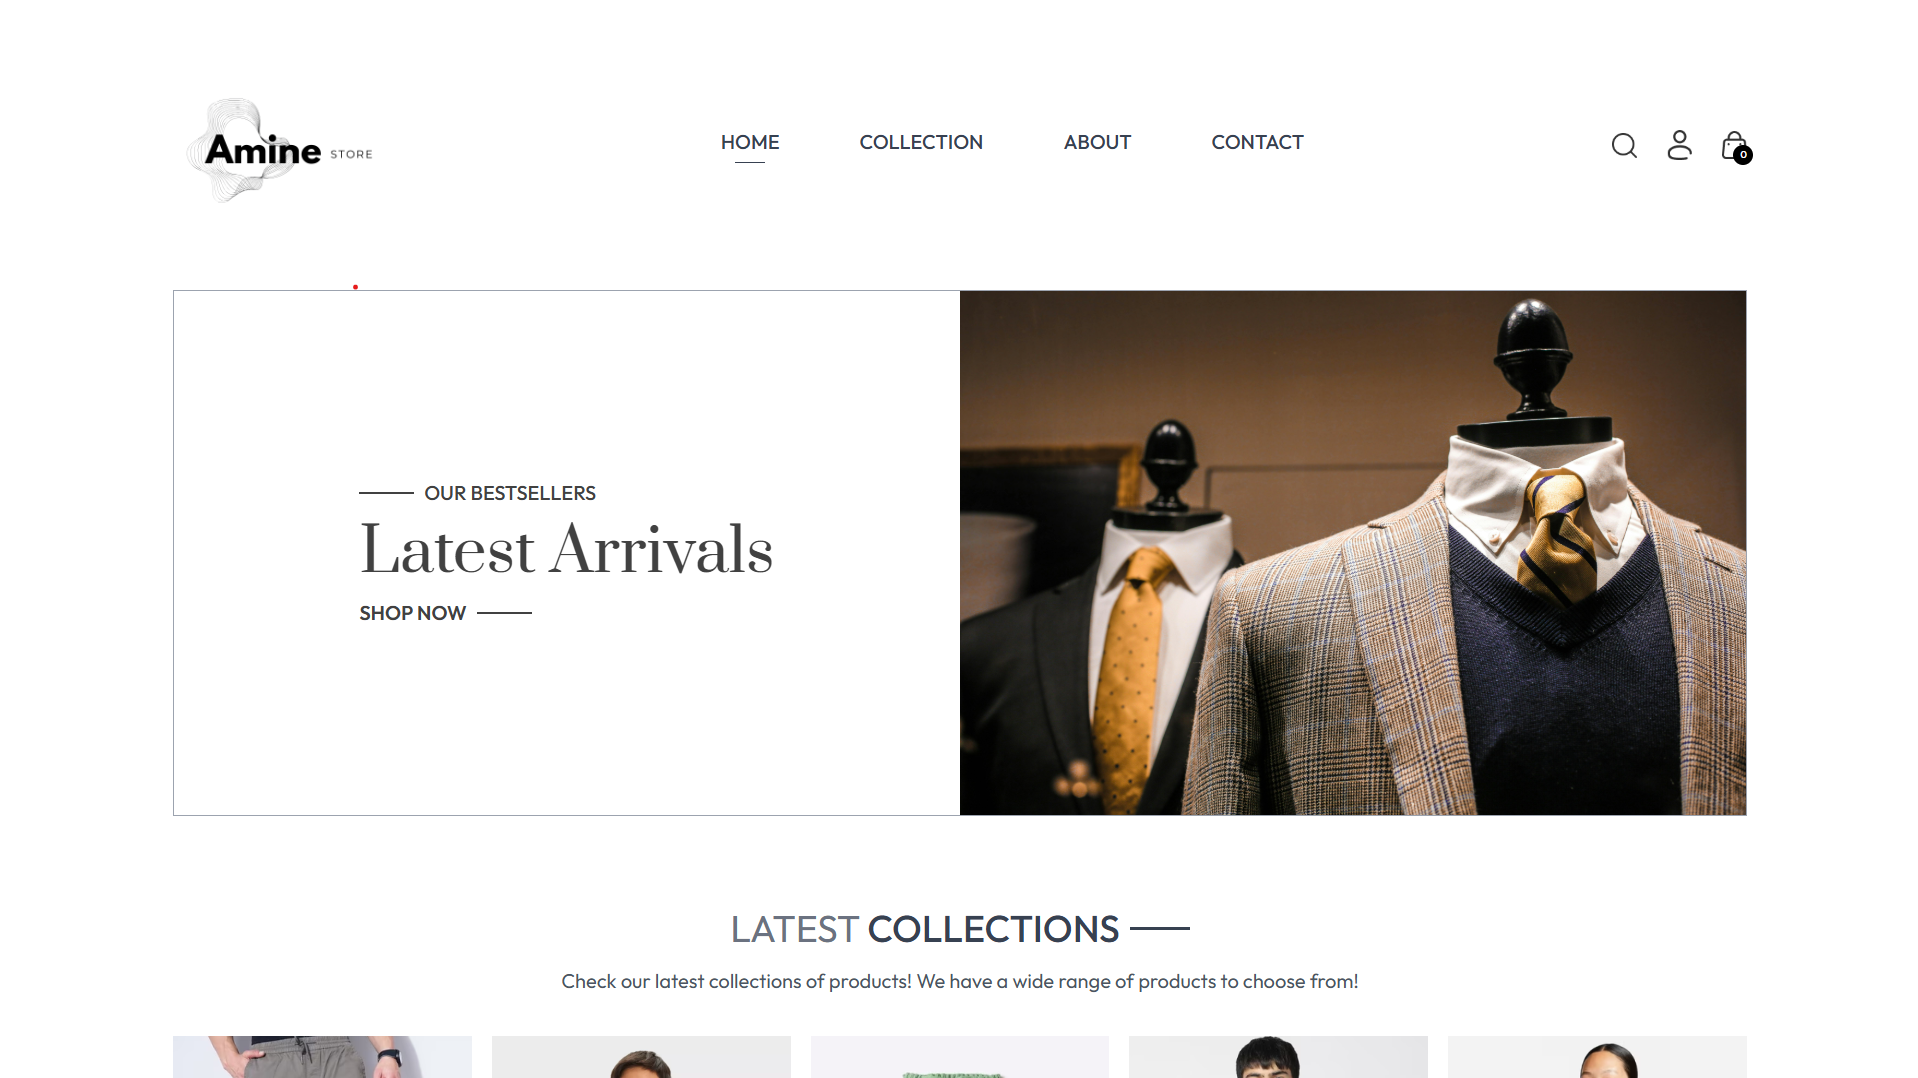 Amine STORE
HOME
COLLECTION
ABOUT
CONTACT
0
OUR BESTSELLERS
Latest Arrivals
SHOP NOW
LATEST COLLECTIONS
Check our latest collections of products! We have a wide range of products to choose from!